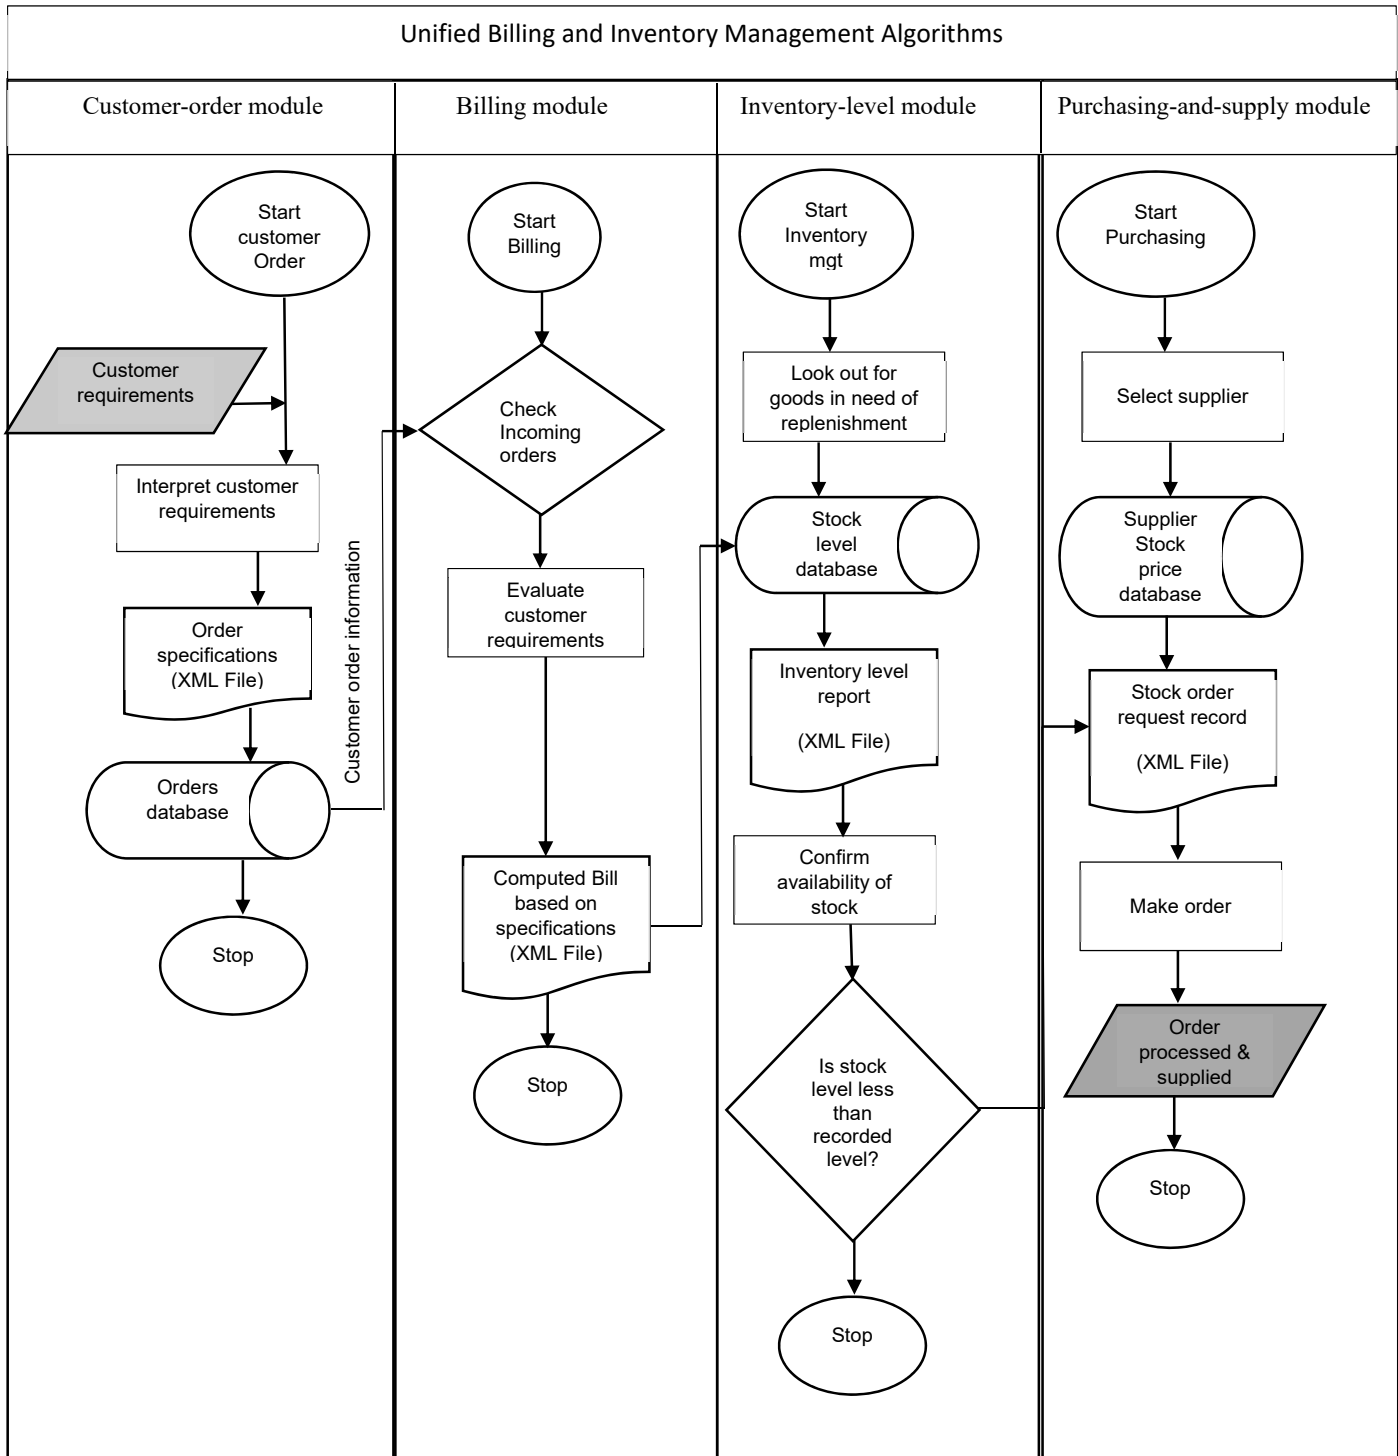 Unified Billing and Inventory Management Algorithms
Customer-order module
Billing module
Inventory-level module
Purchasing-and-supply module
Start
customer
Order
Customer
requirements
Interpret customer
requirements
Order
specifications
(XML File)
Orders
database
Stop
Customer order information
Start
Billing
Check
Incoming
orders
Evaluate
customer
requirements
Computed Bill
based on
specifications
(XML File)
Stop
Start
Inventory
mgt
Look out for
goods in need of
replenishment
Stock
level
database
Inventory level
report
(XML File)
Confirm
availability of
stock
Is stock
level less
than
recorded
level?
Stop
Start
Purchasing
Select supplier
Supplier
Stock
price
database
Stock order
request record
(XML File)
Make order
Order
processed &
supplied
Stop